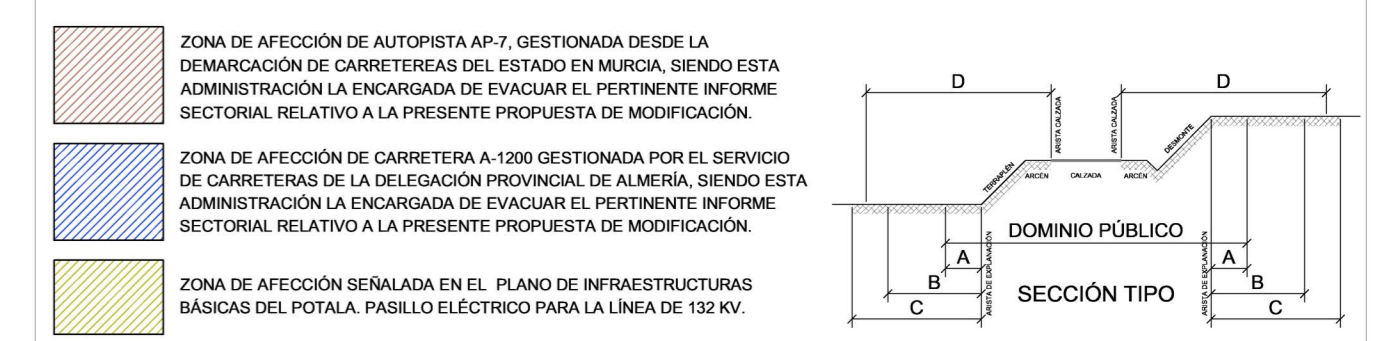 ZONA DE AFECCIÓN DE AUTOPISTA AP-7, GESTIONADA DESDE LA
DEMARCACIÓN DE CARRETEREAS DEL ESTADO EN MURCIA, SIENDO ESTA
ADMINISTRACIÓN LA ENCARGADA DE EVACUAR EL PERTINENTE INFORME
SECTORIAL RELATIVO A LA PRESENTE PROPUESTA DE MODIFICACIÓN.
ZONA DE AFECCIÓN DE CARRETERA A-1200 GESTIONADA POR EL SERVICIO
DE CARRETERAS DE LA DELEGACIÓN PROVINCIAL DE ALMERÍA, SIENDO ESTA
ADMINISTRACIÓN LA ENCARGADA DE EVACUAR EL PERTINENTE INFORME
SECTORIAL RELATIVO A LA PRESENTE PROPUESTA DE MODIFICACIÓN.
ZONA DE AFECCIÓN SEÑALADA EN EL PLANO DE INFRAESTRUCTURAS
BÁSICAS DEL POTALA. PASILLO ELÉCTRICO PARA LA LÍNEA DE 132 KV.
D
D
ARISTA CALZADA
ARISTA CALZADA
TERRAPLÉN
DESMONTE
ARCÉN
CALZADA
ARCÉN
DOMINIO PÚBLICO
ARISTA DE EXPLANACIÓN
ARISTA DE EXPLANACIÓN
A
A
B
B
SECCIÓN TIPO
C
C